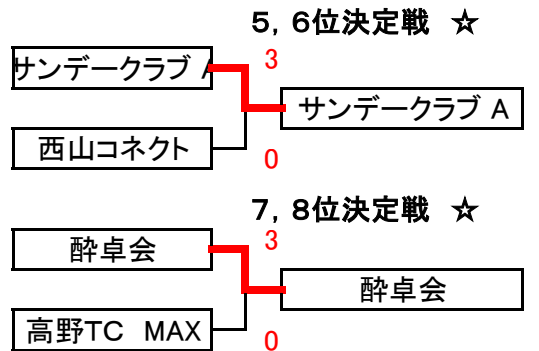 5，6位決定戦　☆
サンデークラブ A
3
サンデークラブ A
西山コネクト
0
7，8位決定戦　☆
酔卓会
3
酔卓会
高野TC　MAX
0